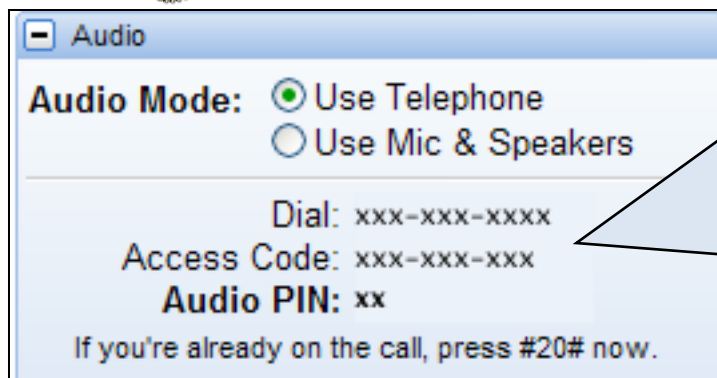 Audio
Audio Mode: Use Telephone
Use Mic & Speakers
Dial: xxx-xxx-xxxx
Access Code: xxx-xxx-xxx
Audio PIN: xx
If you're already on the call, press #20# now.